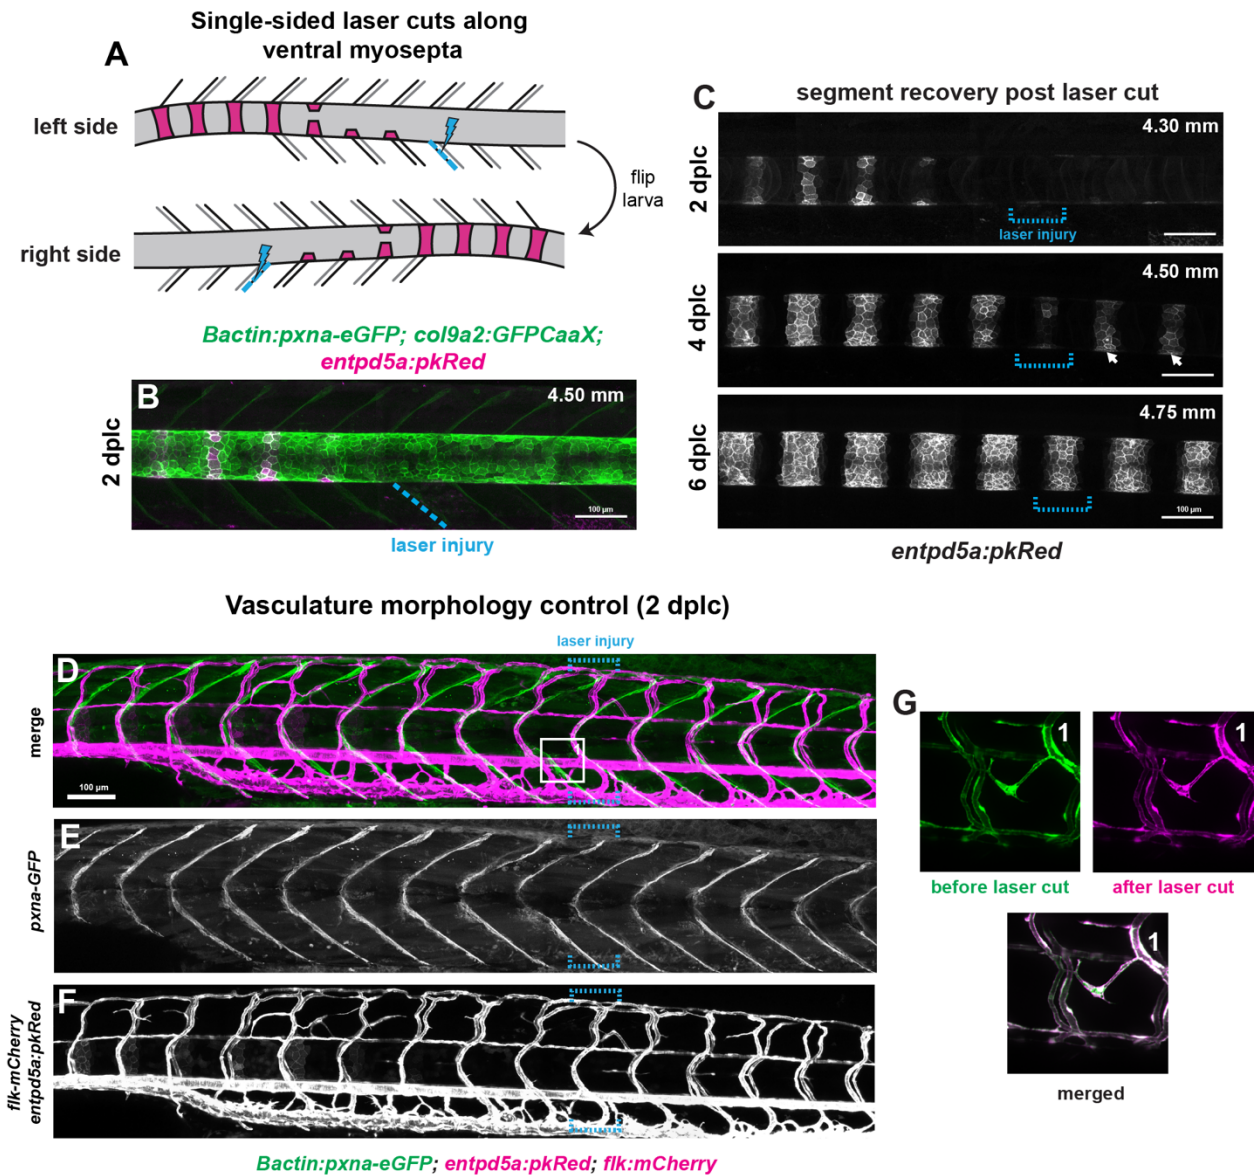 Single-sided laser cuts along
ventral myosepta
A
left side
flip
larva
right side
Bactin:pxna-eGFP; col9a2:GFPCaaX;
entpd5a:pkRed
B
4.50 mm
2 dplc
100 µm
laser injury
C
segment recovery post laser cut
4.30 mm
2 dplc
laser injury
4.50 mm
4 dplc
4.75 mm
6 dplc
100 µm
entpd5a:pkRed
Vasculature morphology control (2 dplc)
laser injury
D
merge
1
100 µm
E
pxna-GFP
F
flk-mCherry
entpd5a:pkRed
Bactin:pxna-eGFP; entpd5a:pkRed; flk:mCherry
G
1
1
before laser cut
after laser cut
1
merged